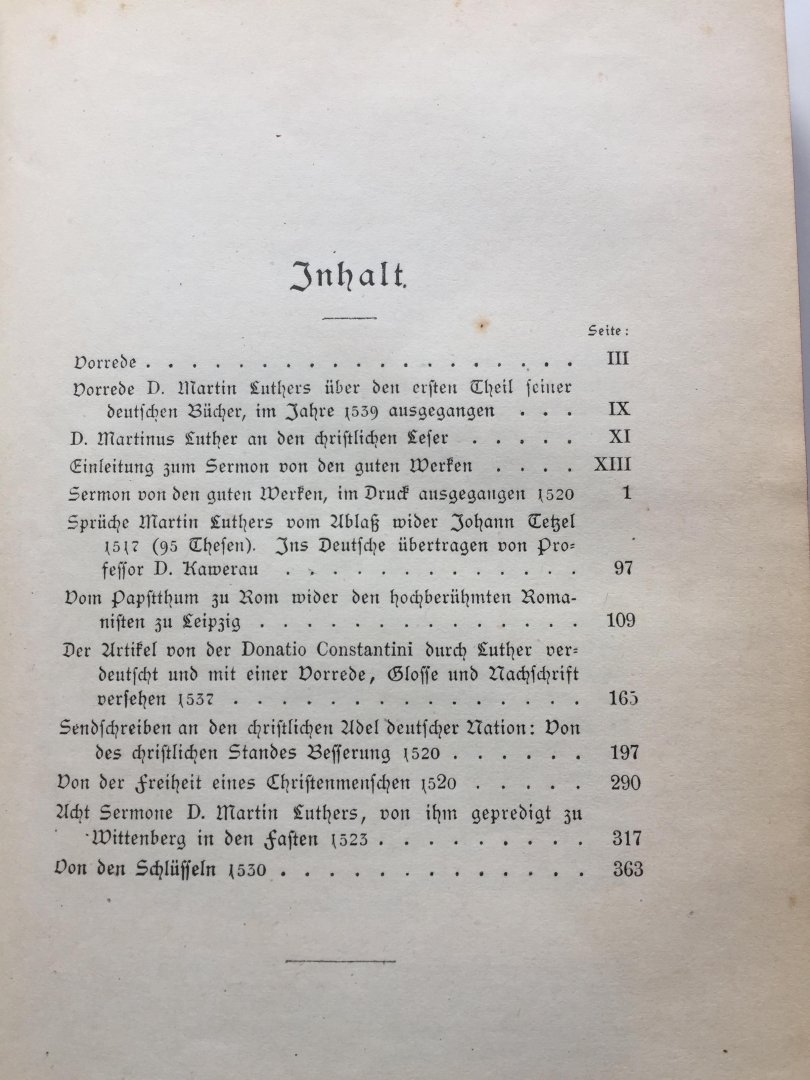 Inhalt.
Seite:
Vorrede . . . . . . . . . . . . . . . . . . . III
Vorrede D. Martin Luthers über den erſten Theil ſeiner
deutſchen Bücher, im Jahre 1539 ausgegangen . . . IX
D. Martinus Luther an den chriſtlichen Leſer . . . . . XI
Einleitung zum Sermon von den guten Werken . . . . XIII
Sermon von den guten Werken, im Druck ausgegangen 1520 1
Sprüche Martin Luthers vom Ablaß wider Johann Tetzel
1517 (95 Theſen). Ins Deutſche übertragen von Pro-
feſſor D. Kawerau . . . . . . . . . . . . . 97
Vom Papſtthum zu Rom wider den hochberühmten Roma-
niſten zu Leipzig . . . . . . . . . . . . . . 109
Der Artikel von der Donatio Constantini durch Luther ver-
deutſcht und mit einer Vorrede, Gloſſe und Nachſchrift
verſehen 1537 . . . . . . . . . . . . . . . 165
Sendſchreiben an den chriſtlichen Adel deutſcher Nation: Von
des chriſtlichen Standes Beſſerung 1520 . . . . . . 197
Von der Freiheit eines Chriſtenmenſchen 1520 . . . . . 290
Acht Sermone D. Martin Luthers, von ihm gepredigt zu
Wittenberg in den Faſten 1523 . . . . . . . . . 317
Von den Schlüſſeln 1530 . . . . . . . . . . . . . 363